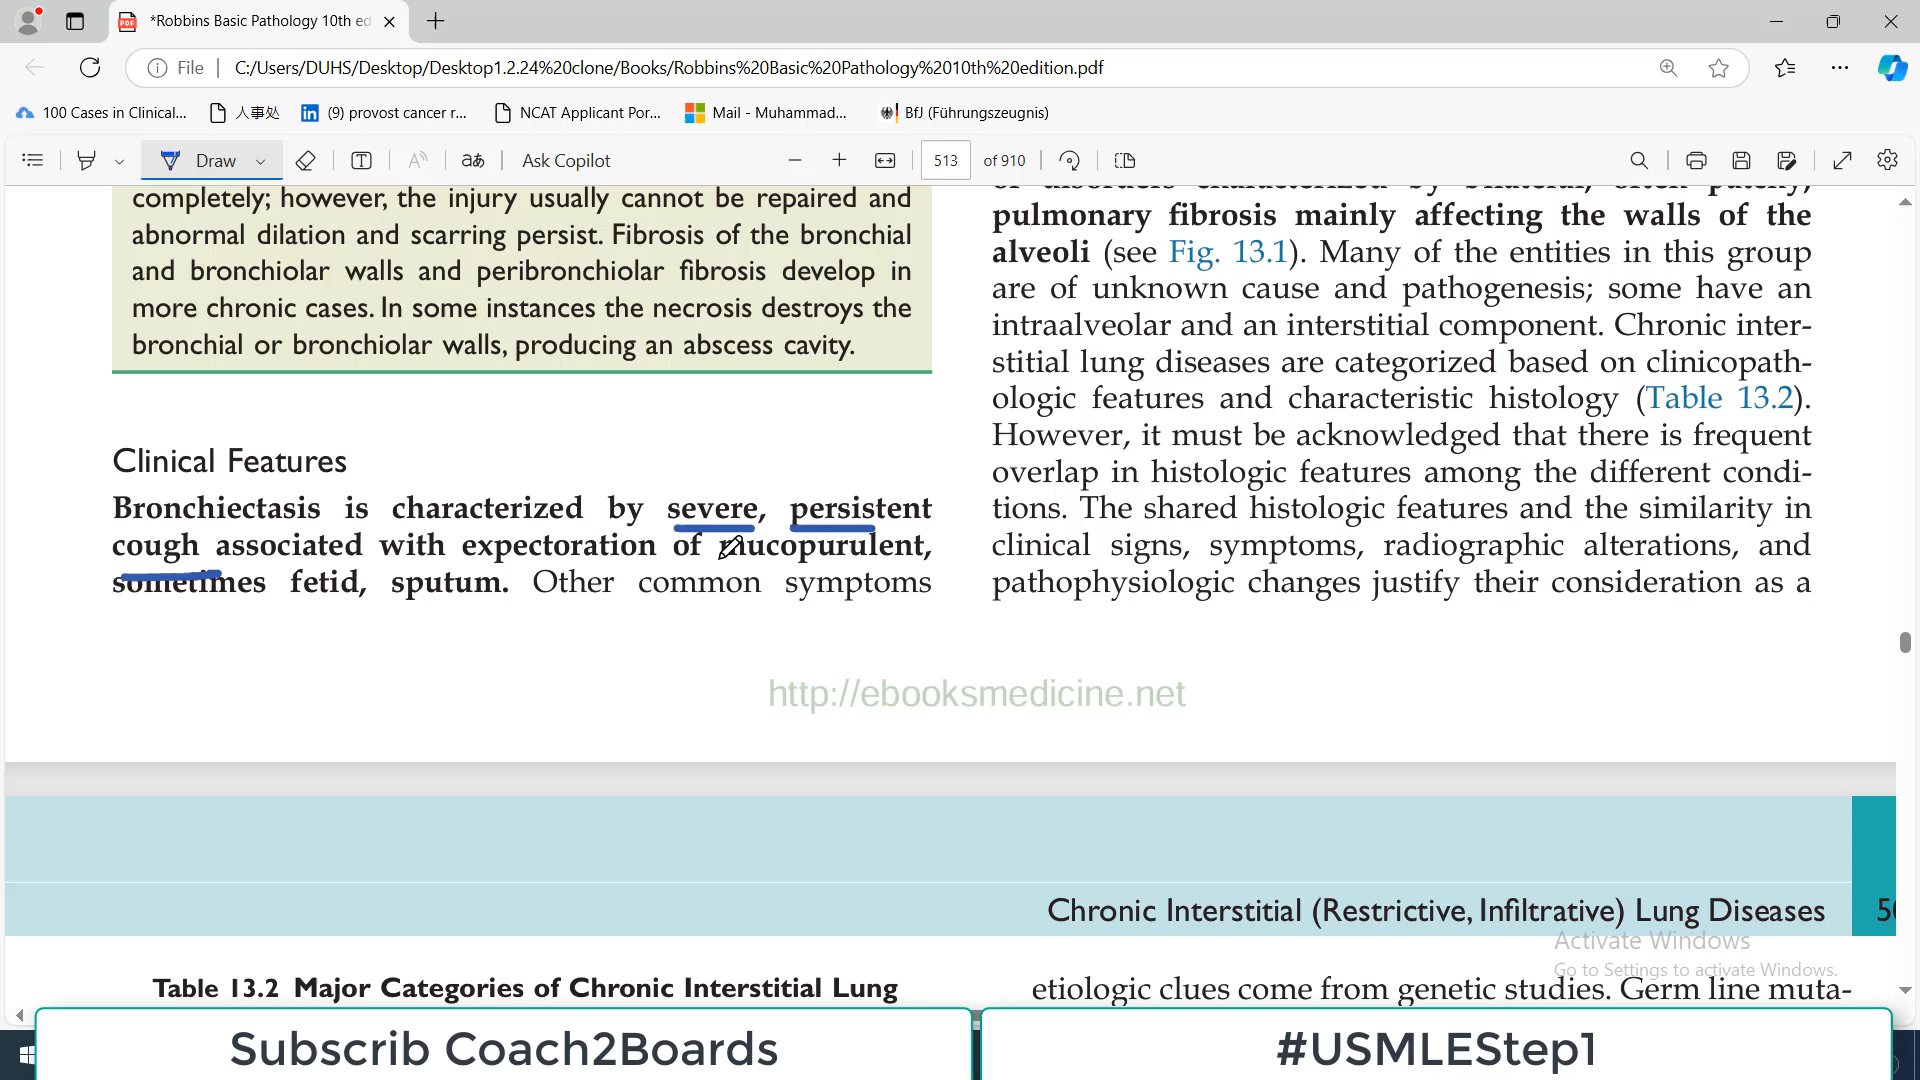 *Robbins Basic Pathology 10th ed
File
C:/Users/DUHS/Desktop/Desktop1.2.24%20clone/Books/Robbins%20Basic%20Pathology%2010th%20edition.pdf
100 Cases in Clinical...
人事处
(9) provost cancer r...
NCAT Applicant Por...
Mail - Muhammad...
BfJ (Führungszeugnis)
Draw
Ask Copilot
513 of 910
completely; however, the injury usually cannot be repaired and
abnormal dilation and scarring persist. Fibrosis of the bronchial
and bronchiolar walls and peribronchiolar fibrosis develop in
more chronic cases. In some instances the necrosis destroys the
bronchial or bronchiolar walls, producing an abscess cavity.
Clinical Features
Bronchiectasis is characterized by severe, persistent
cough associated with expectoration of mucopurulent,
sometimes fetid, sputum. Other common symptoms
of disorders characterized by bilateral, often patchy,
pulmonary fibrosis mainly affecting the walls of the
alveoli (see Fig. 13.1). Many of the entities in this group
are of unknown cause and pathogenesis; some have an
intraalveolar and an interstitial component. Chronic inter-
stitial lung diseases are categorized based on clinicopath-
ologic features and characteristic histology (Table 13.2).
However, it must be acknowledged that there is frequent
overlap in histologic features among the different condi-
tions. The shared histologic features and the similarity in
clinical signs, symptoms, radiographic alterations, and
pathophysiologic changes justify their consideration as a
http://ebooksmedicine.net
Chronic Interstitial (Restrictive, Infiltrative) Lung Diseases
Activate Windows
Go to Settings to activate Windows.
Table 13.2 Major Categories of Chronic Interstitial Lung
etiologic clues come from genetic studies. Germ line muta-
Subscrib Coach2Boards
#USMLEStep1